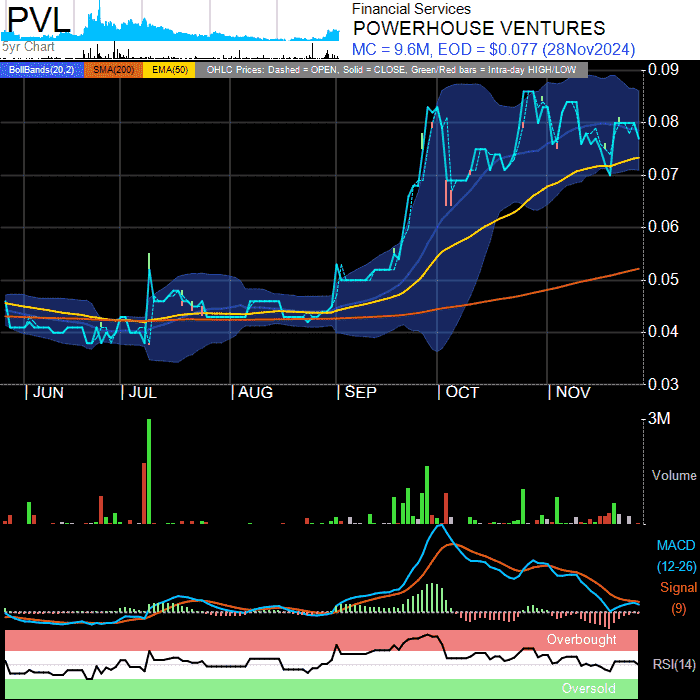 PVL
5yr Chart
Financial Services
POWERHOUSE VENTURES
MC = 9.6M, EOD = $0.077 (28Nov2024)
BollBands(20,2) SMA(200) EMA(50) OHLC Prices: Dashed = OPEN, Solid = CLOSE, Green/Red bars = Intra-day HIGH/LOW
0.09
0.08
0.07
0.06
0.05
0.04
0.03
JUN JUL AUG SEP OCT NOV
3M
Volume
MACD
(12-26)
Signal
(9)
Overbought
RSI(14)
Oversold